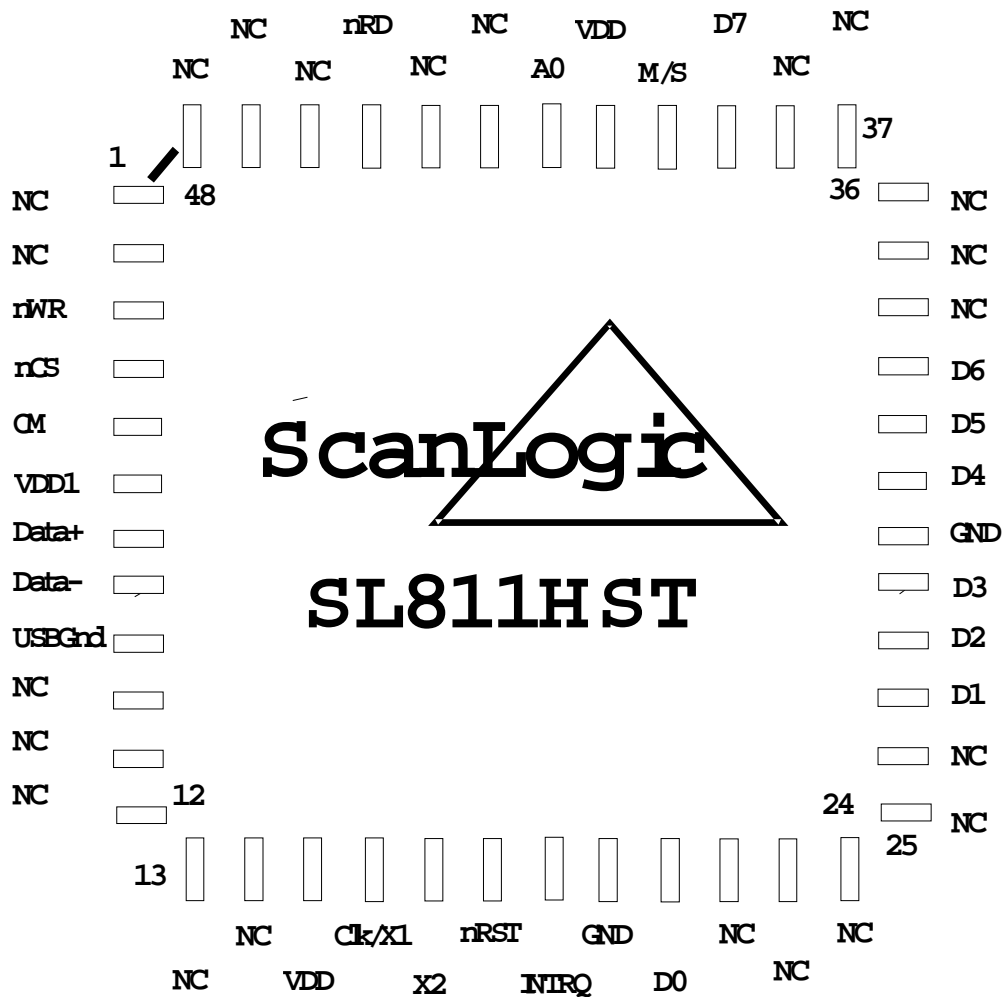 NC nRD NC VDD D7 NC
NC NC NC A0 M/S NC
37
1
48 36
NC NC
NC NC
nWR NC
nCS D6
CM D5
VDD1 D4
Data+ GND
Data- D3
USBGnd D2
NC D1
NC NC
NC NC
ScanLogic
SL811HST
12 24
13 25
NC Clk/X1 nRST GND NC NC
NC VDD X2 INTRQ D0 NC